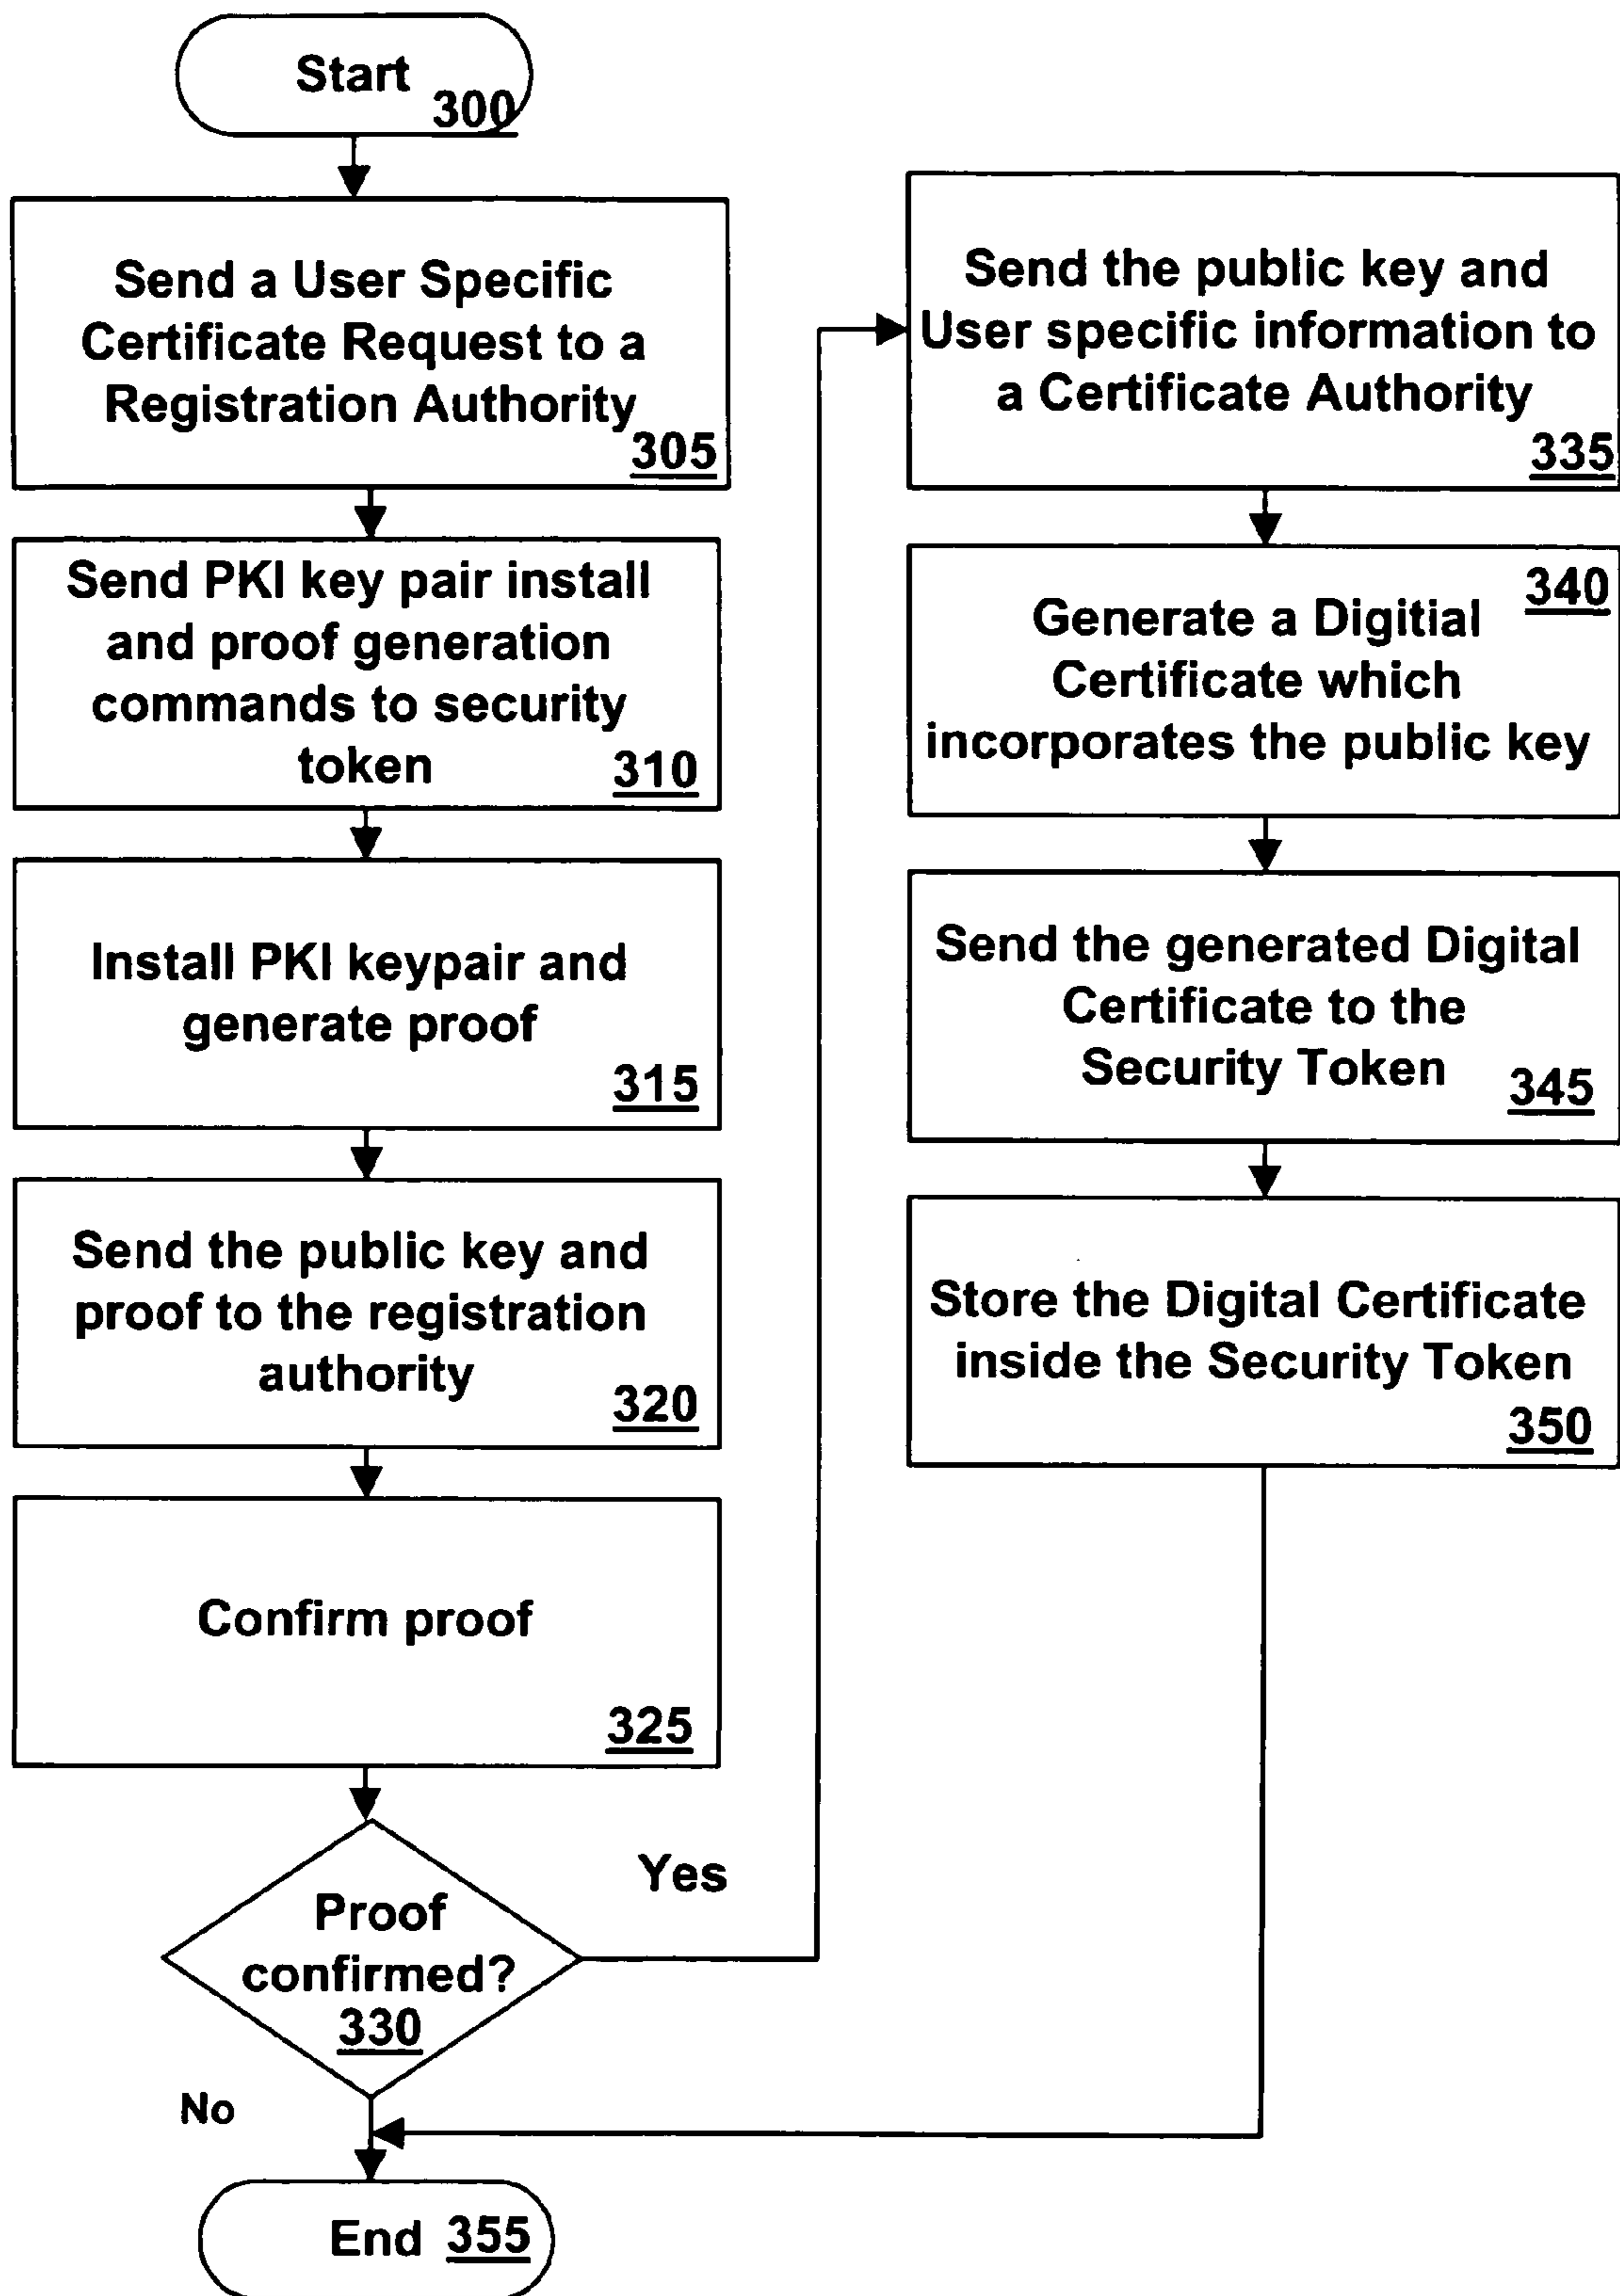 Start
300
Send a User Specific
Certificate Request to a
Registration Authority
305
Send PKI key pair install
and proof generation
commands to security
token 310
Install PKI keypair and
generate proof
315
Send the public key and
proof to the registration
authority
320
Confirm proof
325
Proof
confirmed?
330
Yes
No
Send the public key and
User specific information to
a Certificate Authority
335
340
Generate a Digitial
Certificate which
incorporates the public key
Send the generated Digital
Certificate to the
Security Token 345
Store the Digital Certificate
inside the Security Token
350
End 355